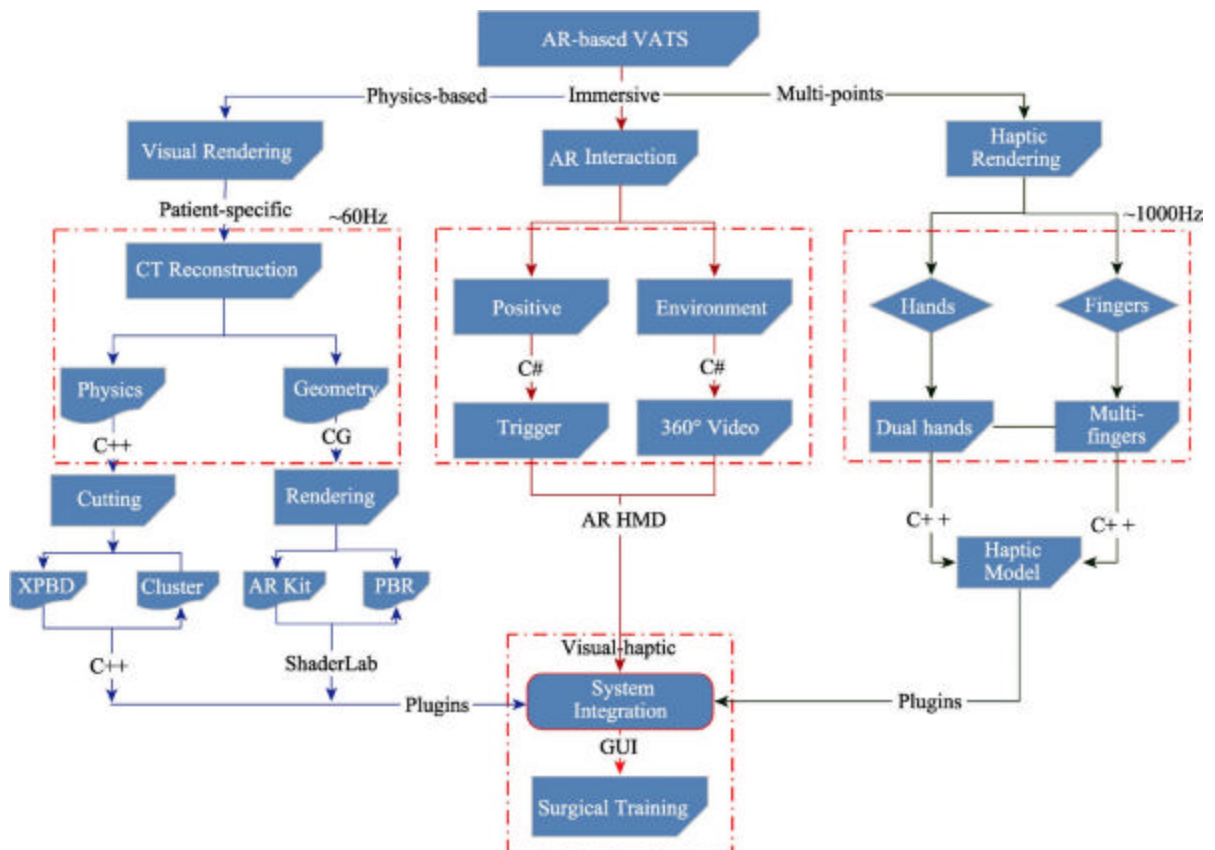 AR-based VATS
Physics-based
Immersive
Multi-points
Visual Rendering
AR Interaction
Haptic
Rendering
Patient-specific
~60Hz
~1000Hz
CT Reconstruction
Positive
Environment
Hands
Fingers
C#
C#
Physics
Geometry
Trigger
360° Video
Dual hands
Multi-
fingers
C++
CG
Cutting
Rendering
AR HMD
C+ +
C+ +
Haptic
Model
XPBD
Cluster
AR Kit
PBR
C++
ShaderLab
Visual-haptic
Plugins
System
Integration
Plugins
GUI
Surgical Training